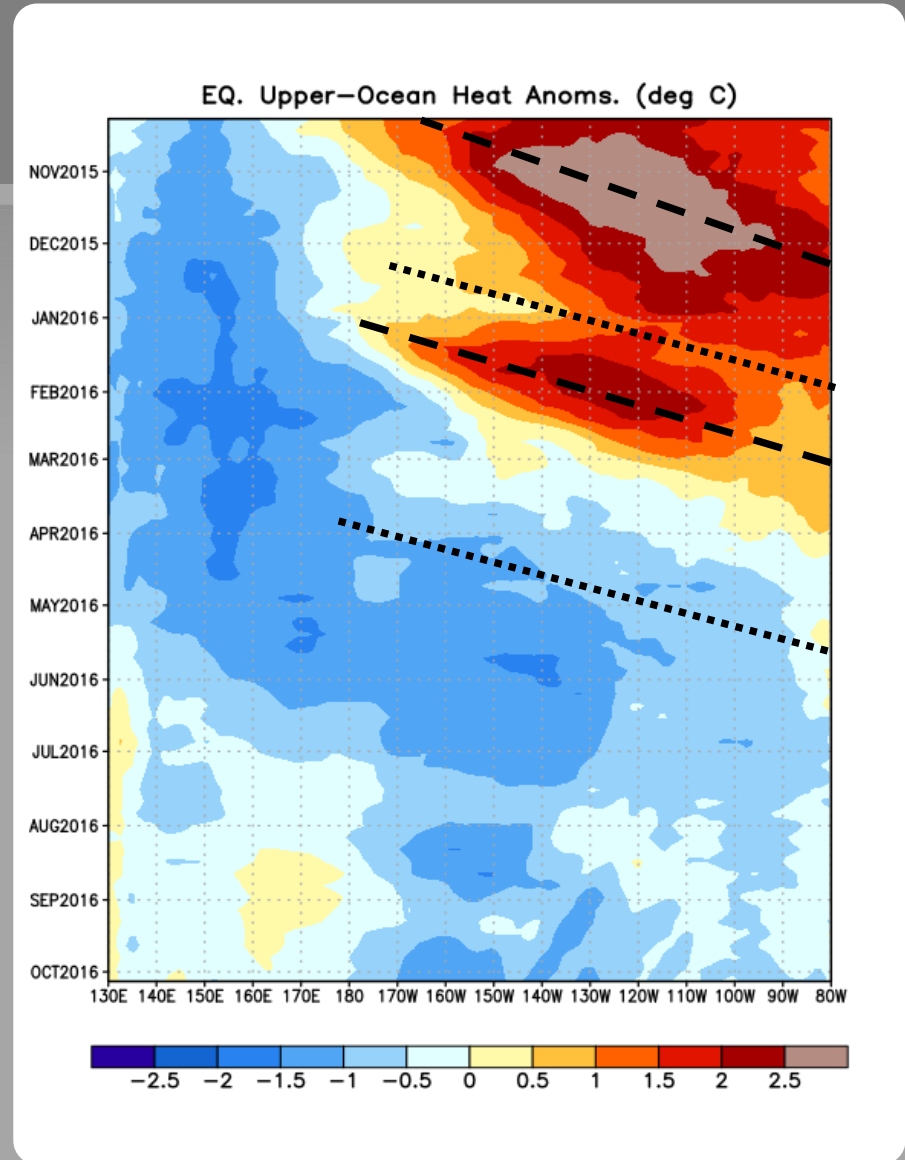 EQ. Upper-Ocean Heat Anoms. (deg C)
NOV2015
DEC2015
JAN2016
FEB2016
MAR2016
APR2016
MAY2016
JUN2016
JUL2016
AUG2016
SEP2016
OCT2016
130E 140E 150E 160E 170E 180 170W 160W 150W 140W 130W 120W 110W 100W 90W 80W
-2.5 -2 -1.5 -1 -0.5 0 0.5 1 1.5 2 2.5